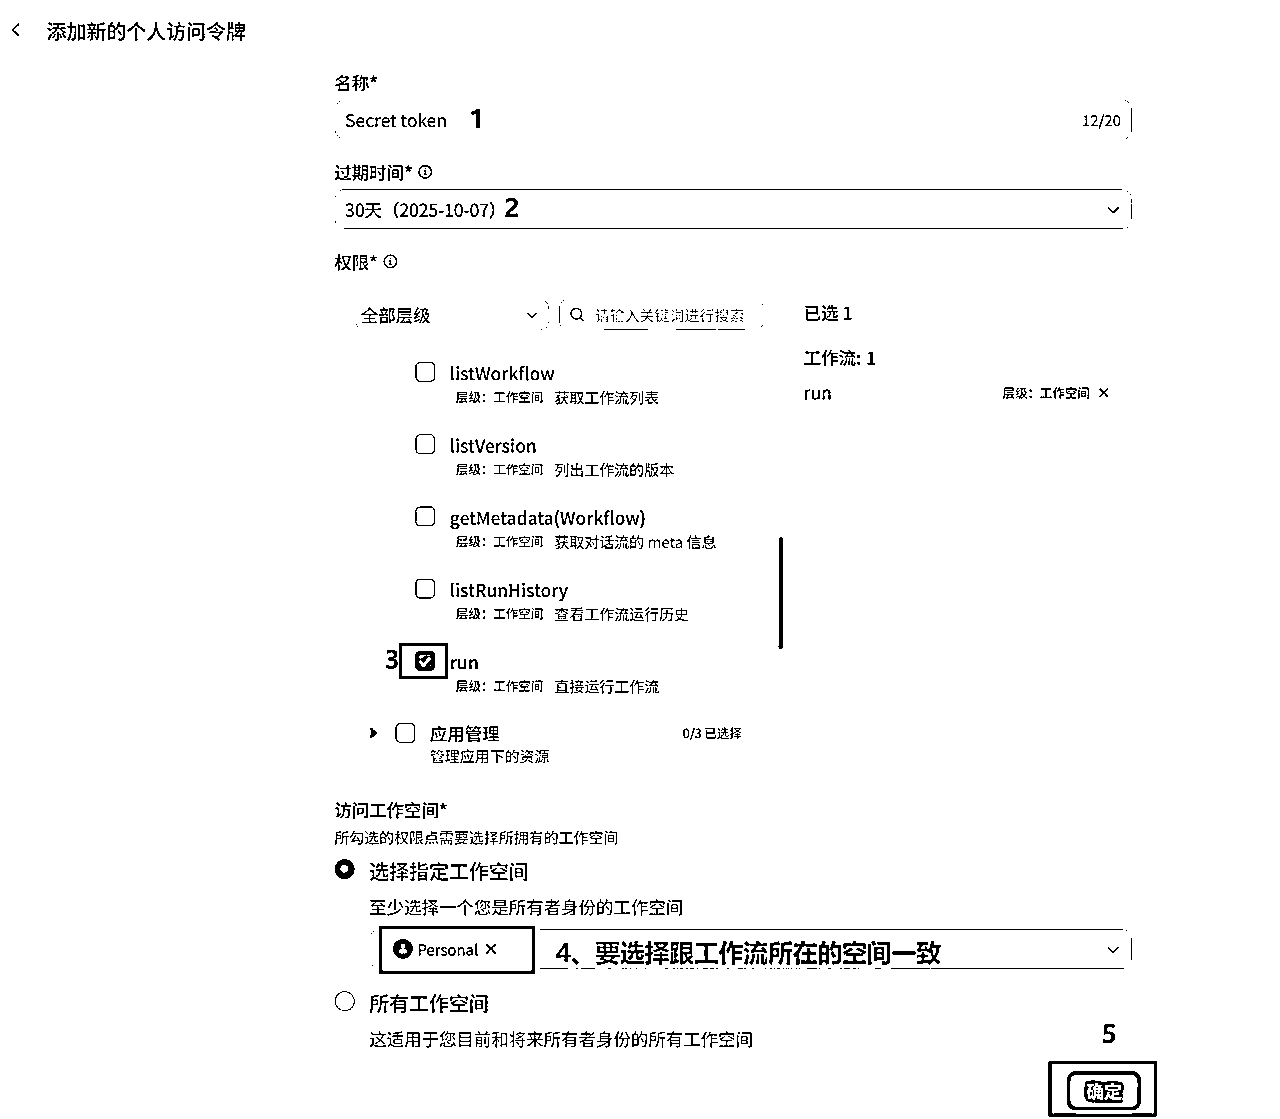 添加新的个人访问令牌
名称*
Secret token 1 12/20
过期时间*
30天（2025-10-07）2
权限*
全部层级 请输入关键词进行搜索 已选 1
工作流: 1
listWorkflow
层级：工作空间 获取工作流列表
run 层级：工作空间 ×
listVersion
层级：工作空间 列出工作流的版本
getMetadata(Workflow)
层级：工作空间 获取对话流的 meta 信息
listRunHistory
层级：工作空间 查看工作流运行历史
3 run
层级：工作空间 直接运行工作流
应用管理 0/3 已选择
管理应用下的资源
访问工作空间*
所勾选的权限点需要选择所拥有的工作空间
选择指定工作空间
至少选择一个您是所有者身份的工作空间
Personal × 4、要选择跟工作流所在的空间一致
所有工作空间
这适用于您目前和将来所有者身份的所有工作空间
5
确定